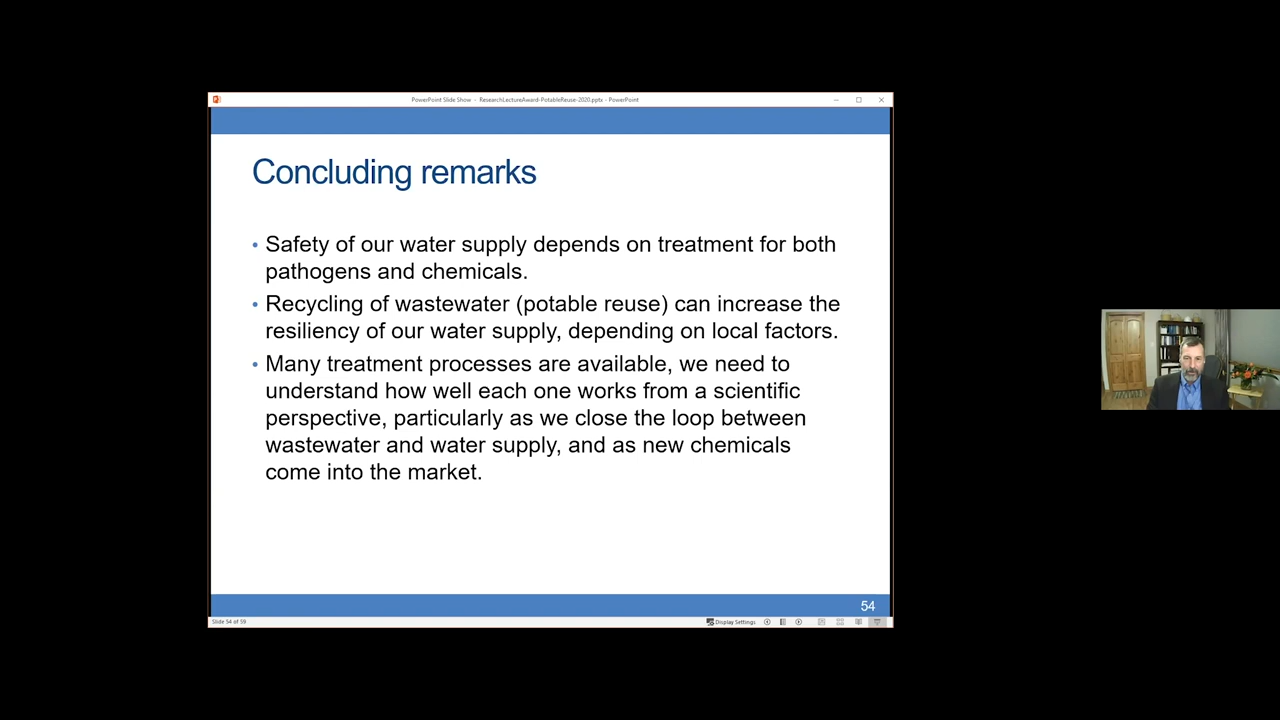 PowerPoint Slide Show - ResearchLectureAward-PotableReuse-2020.pptx - PowerPoint
Concluding remarks
• Safety of our water supply depends on treatment for both
pathogens and chemicals.
• Recycling of wastewater (potable reuse) can increase the
resiliency of our water supply, depending on local factors.
• Many treatment processes are available, we need to
understand how well each one works from a scientific
perspective, particularly as we close the loop between
wastewater and water supply, and as new chemicals
come into the market.
54
Slide 54 of 59
Display Settings